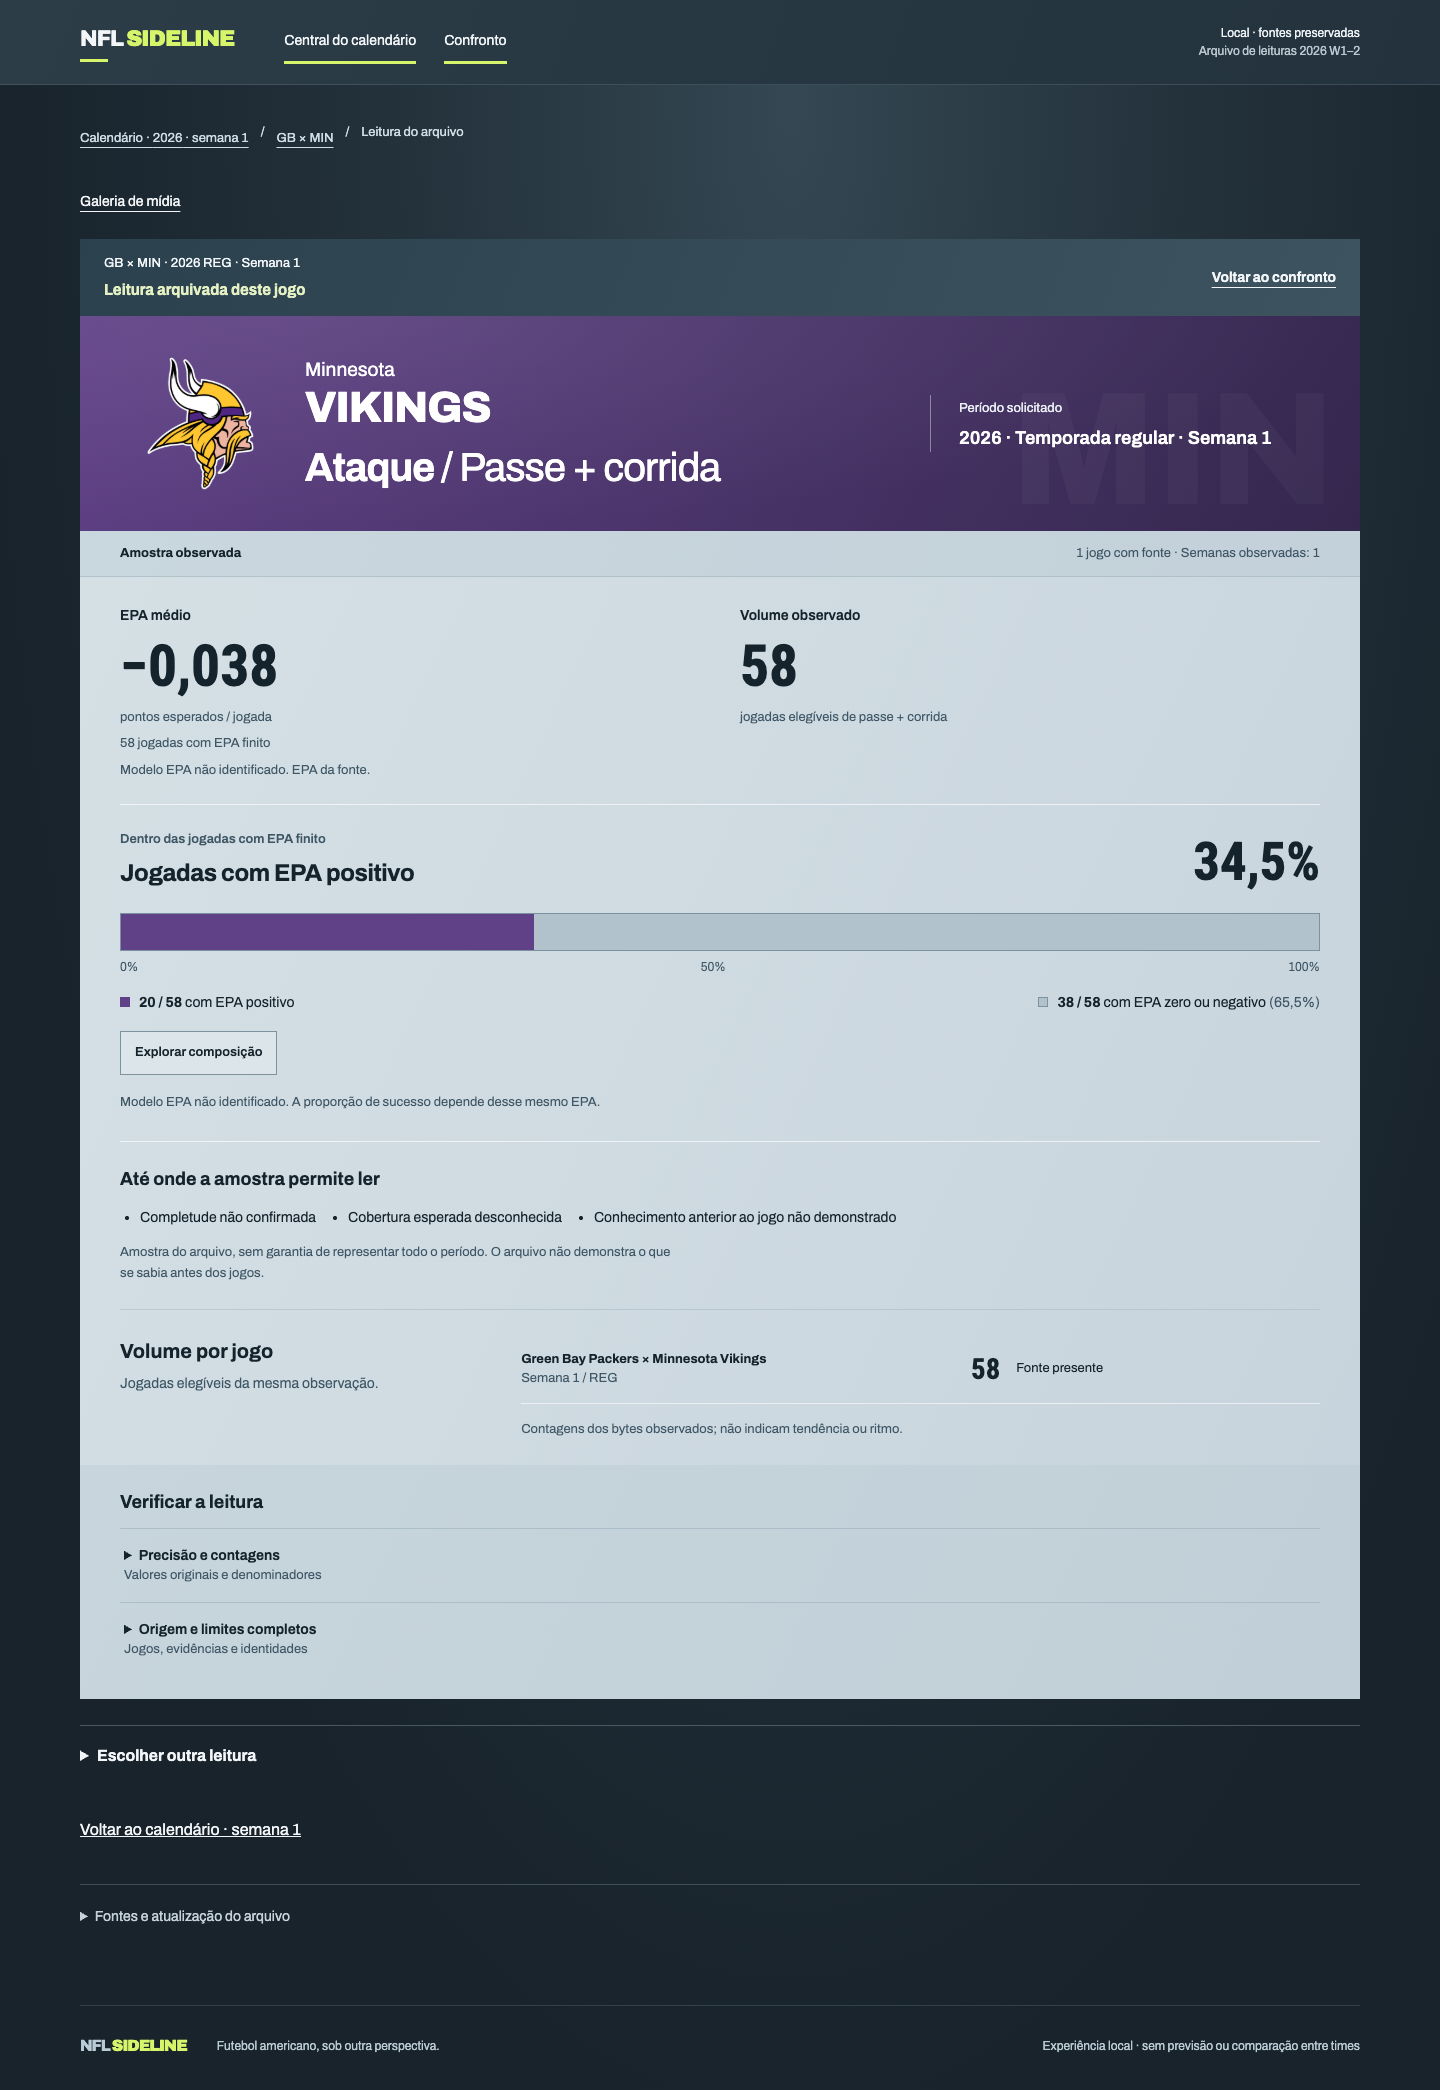 NFL SIDELINE
Central do calendário
Confronto
Local · fontes preservadas
Arquivo de leituras 2026 W1–2
Calendário · 2026 · semana 1 / GB × MIN / Leitura do arquivo
Galeria de mídia
GB × MIN · 2026 REG · Semana 1
Leitura arquivada deste jogo
Voltar ao confronto
Minnesota
VIKINGS
Ataque / Passe + corrida
MIN
Período solicitado
2026 · Temporada regular · Semana 1
Amostra observada
1 jogo com fonte · Semanas observadas: 1
EPA médio
−0,038
pontos esperados / jogada
58 jogadas com EPA finito
Modelo EPA não identificado. EPA da fonte.
Volume observado
58
jogadas elegíveis de passe + corrida
Dentro das jogadas com EPA finito
Jogadas com EPA positivo
34,5%
0%
50%
100%
20 / 58 com EPA positivo
38 / 58 com EPA zero ou negativo (65,5%)
Explorar composição
Modelo EPA não identificado. A proporção de sucesso depende desse mesmo EPA.
Até onde a amostra permite ler
• Completude não confirmada • Cobertura esperada desconhecida • Conhecimento anterior ao jogo não demonstrado
Amostra do arquivo, sem garantia de representar todo o período. O arquivo não demonstra o que
se sabia antes dos jogos.
Volume por jogo
Jogadas elegíveis da mesma observação.
Green Bay Packers × Minnesota Vikings
Semana 1 / REG
58 Fonte presente
Contagens dos bytes observados; não indicam tendência ou ritmo.
Verificar a leitura
▶ Precisão e contagens
Valores originais e denominadores
▶ Origem e limites completos
Jogos, evidências e identidades
▶ Escolher outra leitura
Voltar ao calendário · semana 1
▶ Fontes e atualização do arquivo
NFL SIDELINE
Futebol americano, sob outra perspectiva.
Experiência local · sem previsão ou comparação entre times